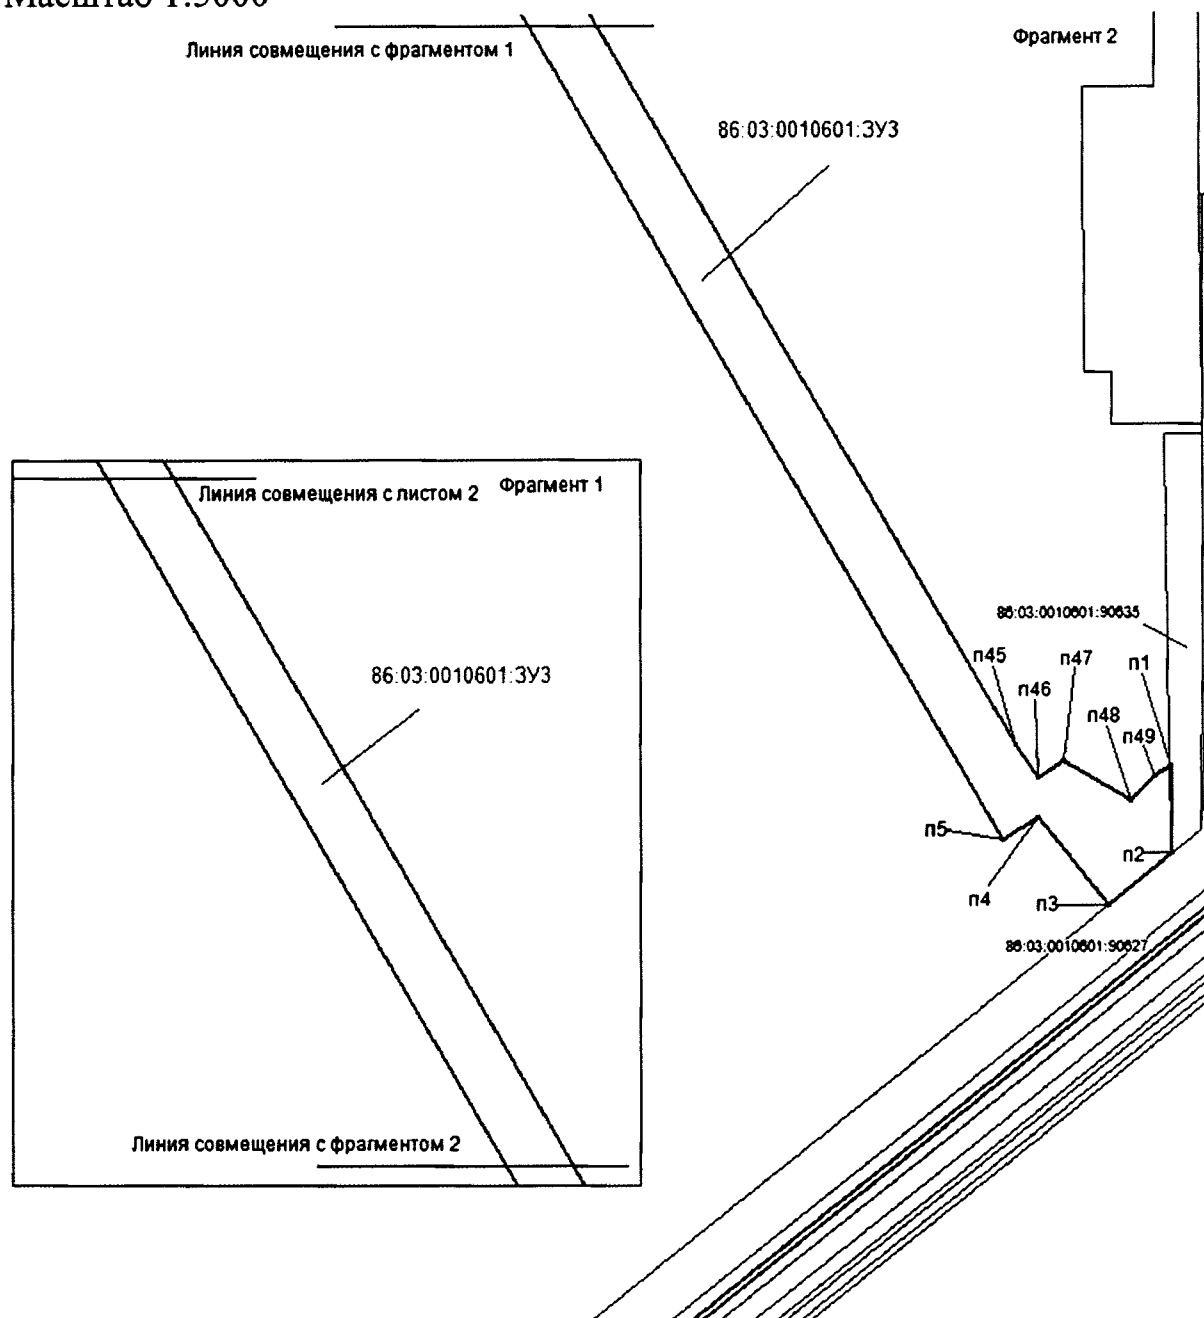 Масштаб 1:5000
Фрагмент 2
Линия совмещения с фрагментом 1
86:03:0010601:ЗУ3
Линия совмещения с листом 2
Фрагмент 1
86:03:0010601:90635
п45
п47
п1
86:03:0010601:ЗУ3
п46
п48
п49
п5
п2
п4
п3
86:03:0010601:90627
Линия совмещения с фрагментом 2